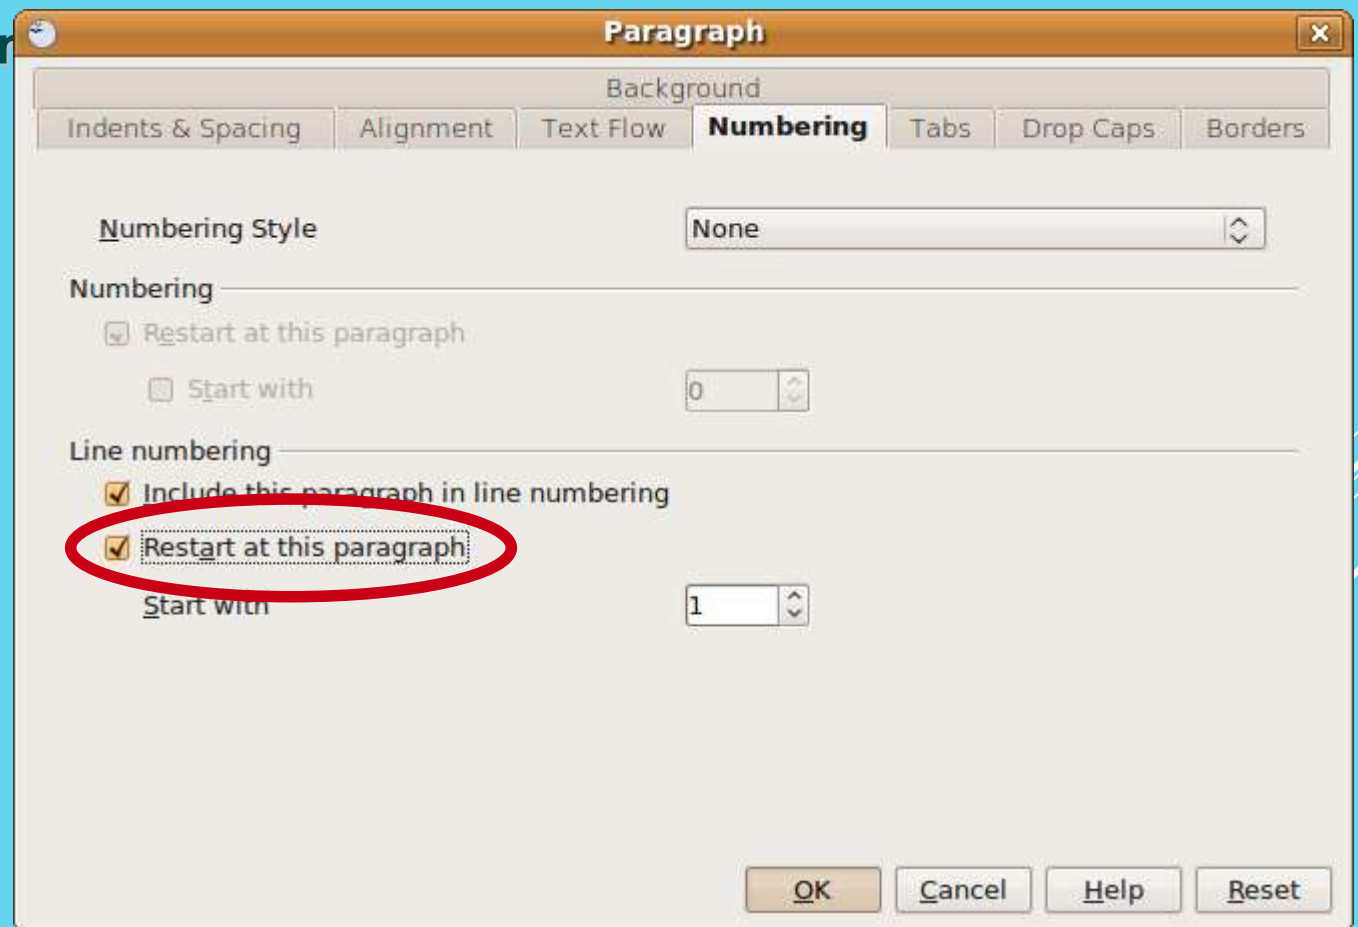 Paragraph
Background
Indents & Spacing Alignment Text Flow Numbering Tabs Drop Caps Borders
Numbering Style None
Numbering
Restart at this paragraph
Start with 0
Line numbering
Include this paragraph in line numbering
Restart at this paragraph
Start with 1
OK Cancel Help Reset